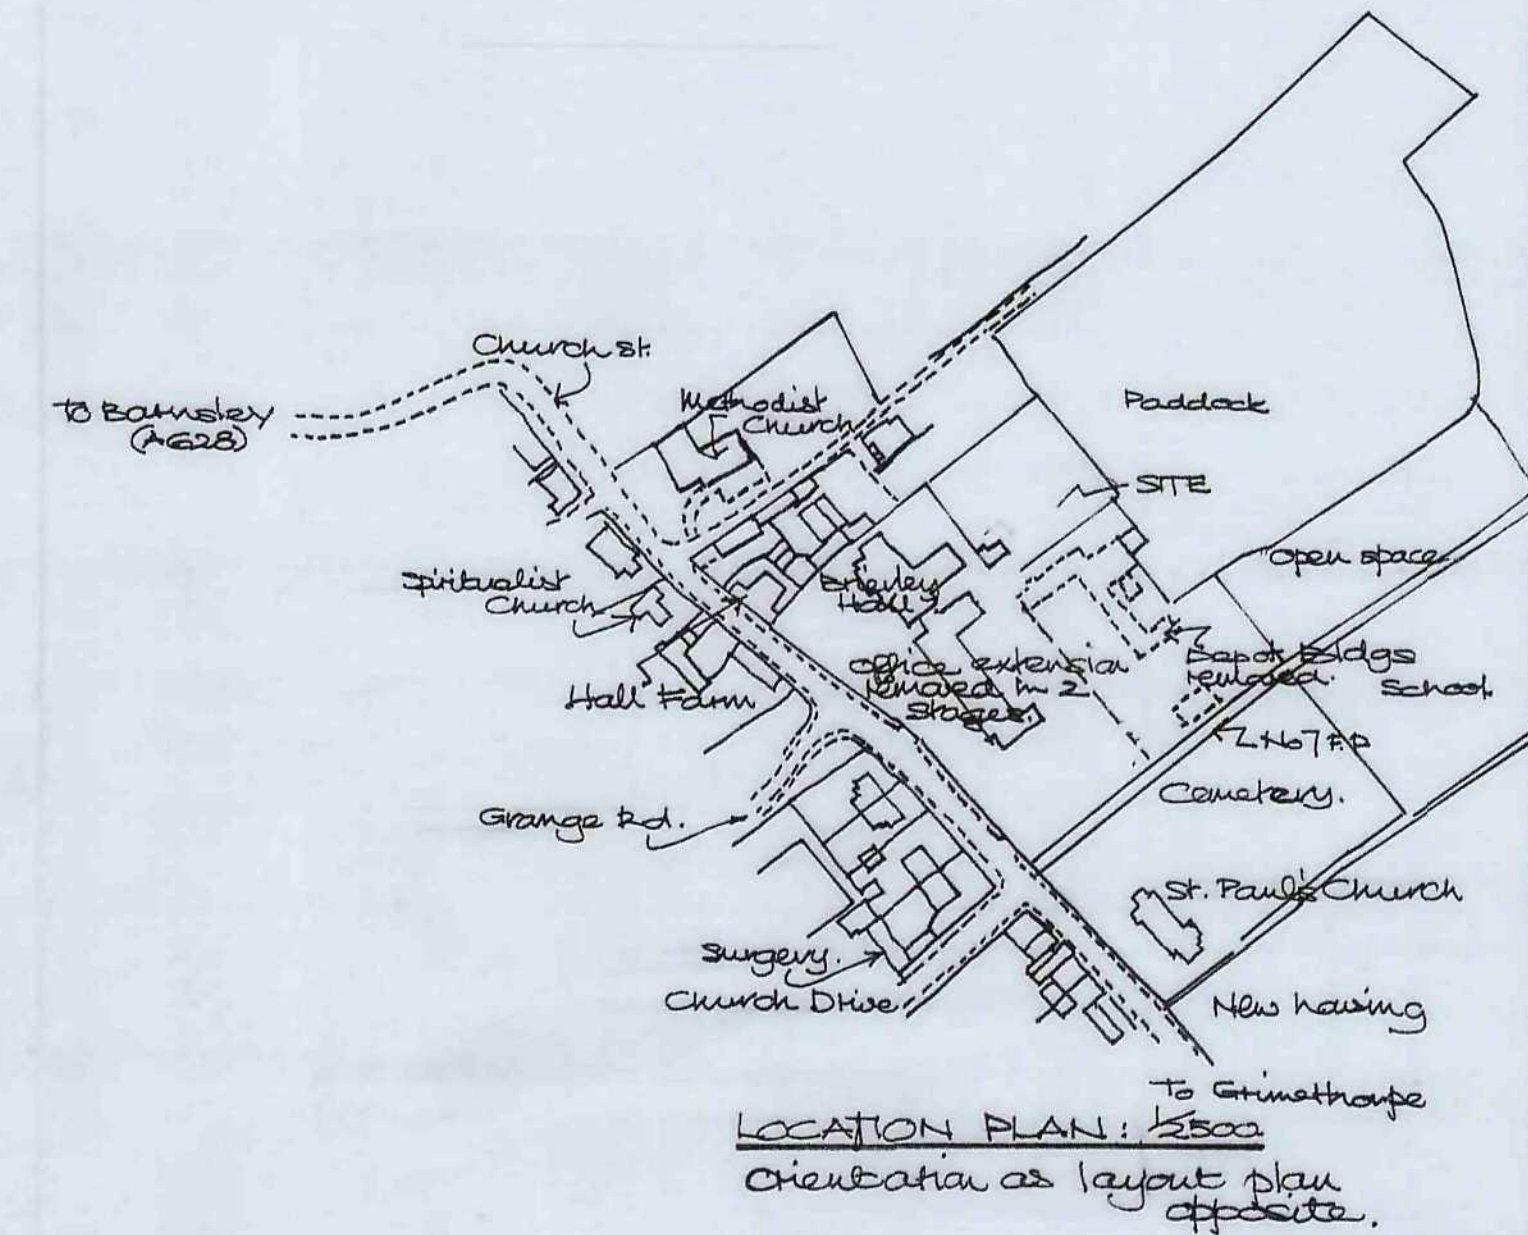 Church St.
To Barnsley
(A628)
Methodist
Church
Paddock
SITE
Open space
Spiritualist
Church
Brierley
Hall
Office extension
removed in 2
Stages.
Depot bldgs
removed.
School
Hall Farm
No 7 F.P
Cemetery.
Grange Rd.
St. Paul's Church
Surgery.
Church Drive
New housing
To Grimethorpe
LOCATION PLAN: 1/2500
Orientation as layout plan
opposite.